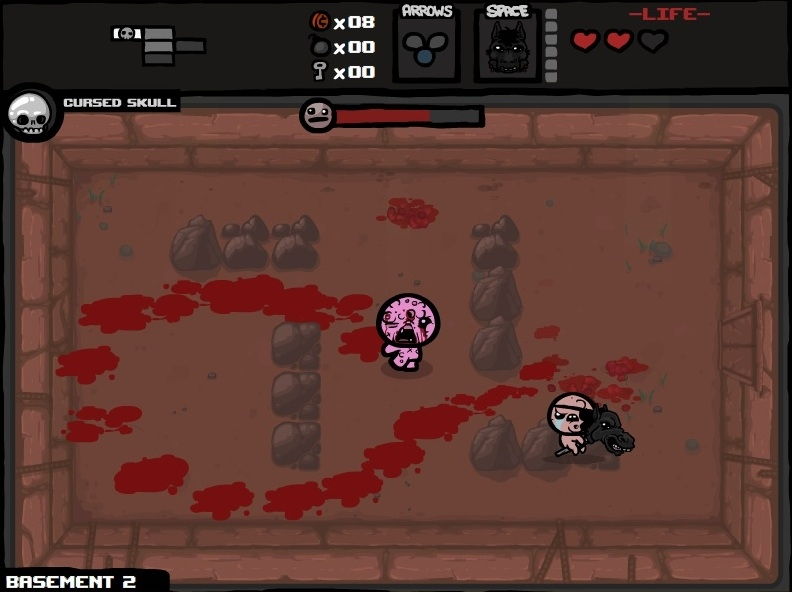 ARROWS
SPACE
-LIFE-
x08
x00
x00
CURSED SKULL
BASEMENT 2